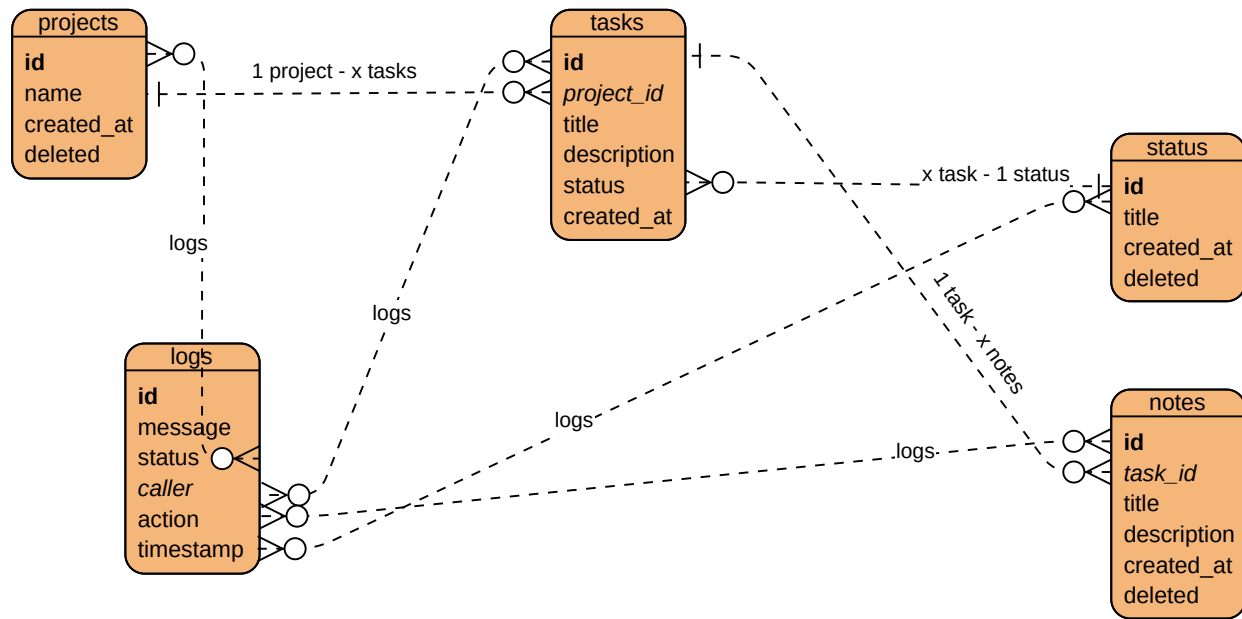 projects
id
name
created_at
deleted
1 project - x tasks
tasks
id
project_id
title
description
status
created_at
x task - 1 status
status
id
title
created_at
deleted
logs
logs
1 task - x notes
logs
id
message
status
caller
action
timestamp
logs
logs
notes
id
task_id
title
description
created_at
deleted